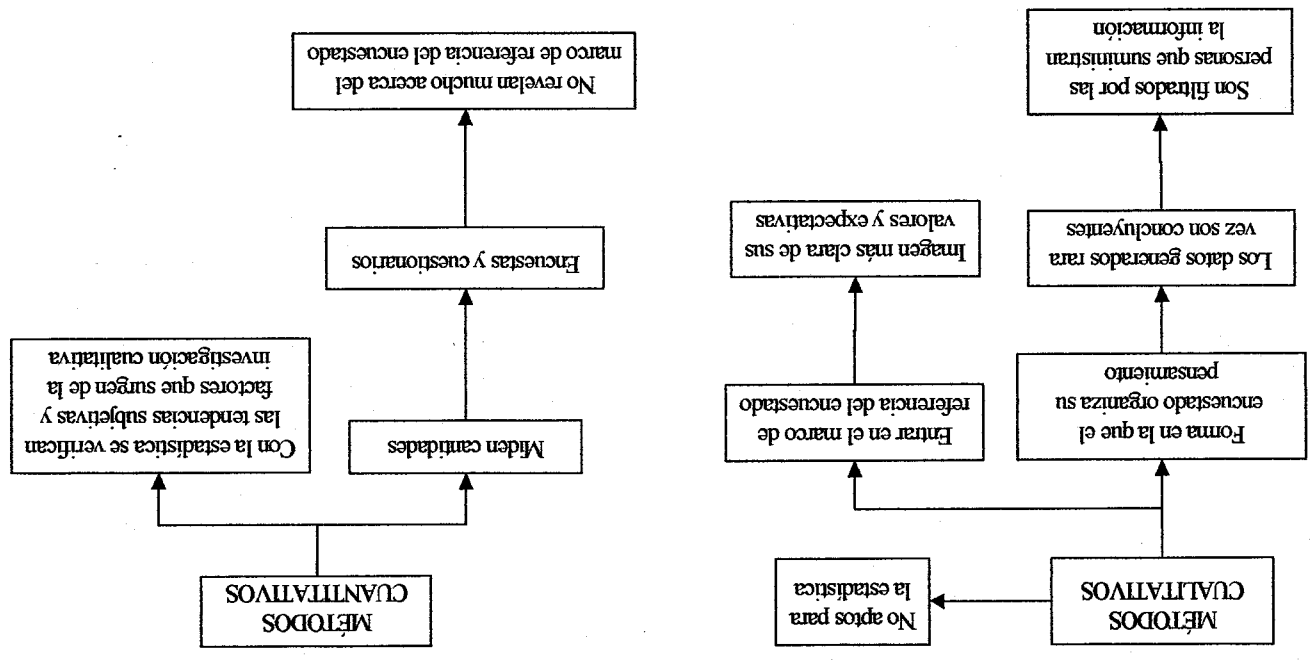 MÉTODOS
CUALITATIVOS
No aptos para
la estadística
Forma en la que el
encuestado organiza su
pensamiento
Entrar en el marco de
referencia del encuestado
Los datos generados rara
vez son concluyentes
Imagen más clara de sus
valores y expectativas
Son filtrados por las
personas que suministran
la información
MÉTODOS
CUANTITATIVOS
Miden cantidades
Con la estadística se verifican
las tendencias subjetivas y
factores que surgen de la
investigación cualitativa
Encuestas y cuestionarios
No revelan mucho acerca del
marco de referencia del encuestado